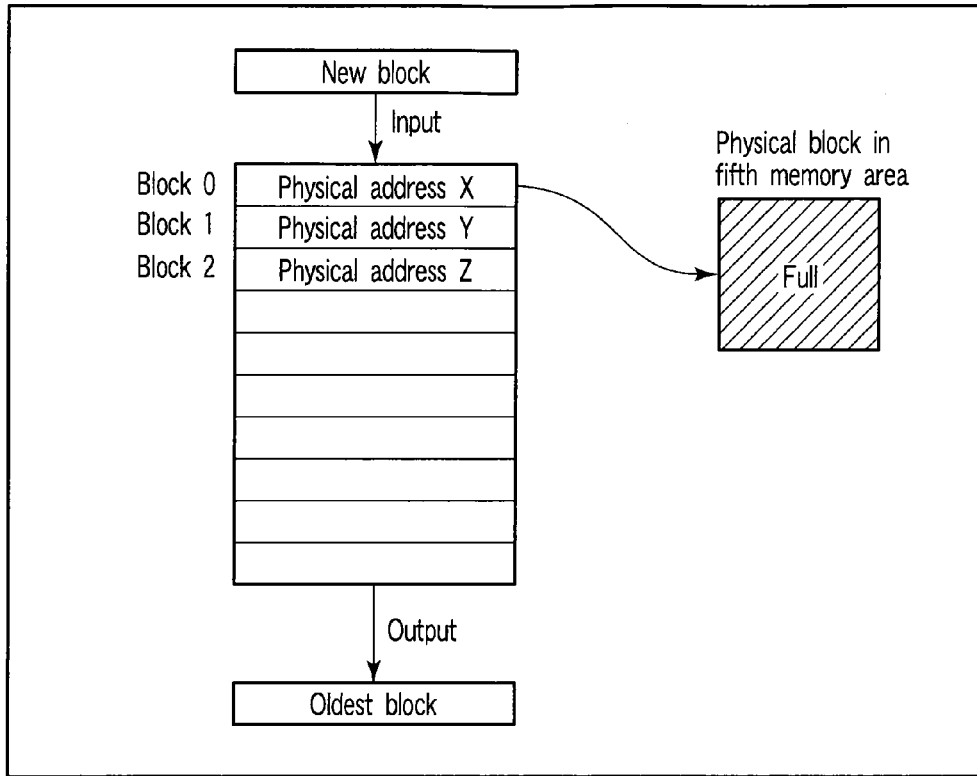 New block
Input
Physical block in
fifth memory area
Block 0 Physical address X
Block 1 Physical address Y
Block 2 Physical address Z
Full
Output
Oldest block